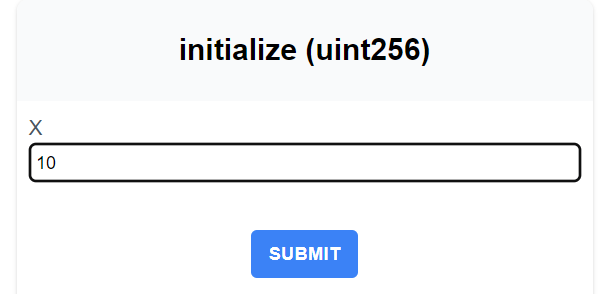 initialize (uint256)
X
10
SUBMIT